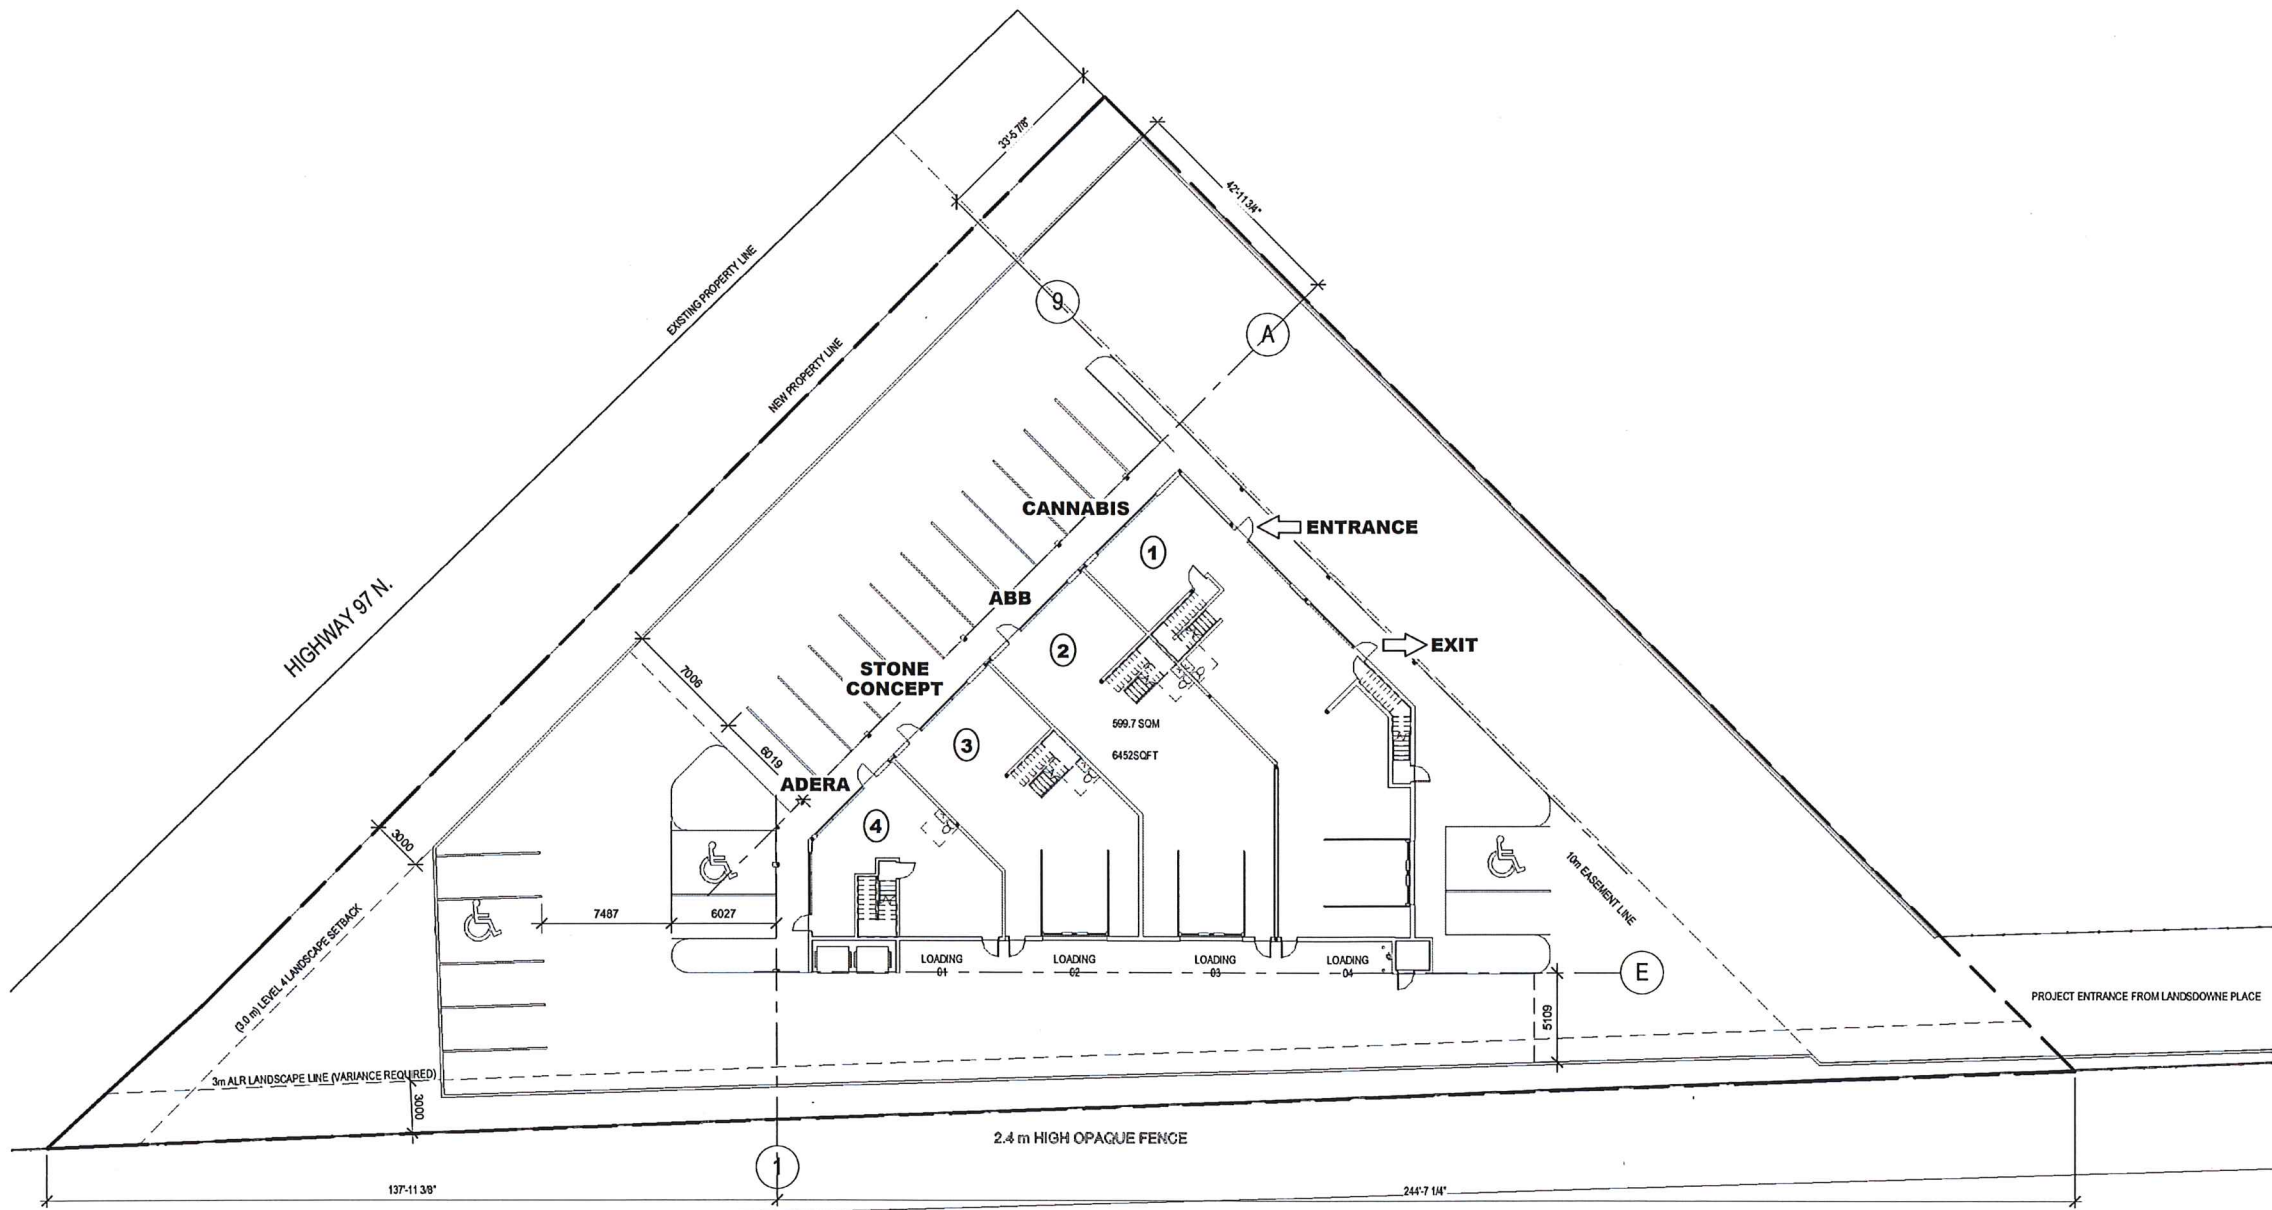 33'-5 7/8"
42'-11 3/4"
EXISTING PROPERTY LINE
NEW PROPERTY LINE
HIGHWAY 97 N.
9
A
CANNABIS
ENTRANCE
1
ABB
EXIT
2
STONE
CONCEPT
7006
6019
599.7 SQM
6452SQFT
3
ADERA
4
3000
7487
6027
(3.0 m) LEVEL 4 LANDSCAPE SETBACK
10m EASEMENT LINE
LOADING
01
LOADING
02
LOADING
03
LOADING
04
E
5109
PROJECT ENTRANCE FROM LANDSDOWNE PLACE
3m ALR LANDSCAPE LINE (VARIANCE REQUIRED)
3000
2.4 m HIGH OPAQUE FENCE
1
137'-11 3/8"
244'-7 1/4"